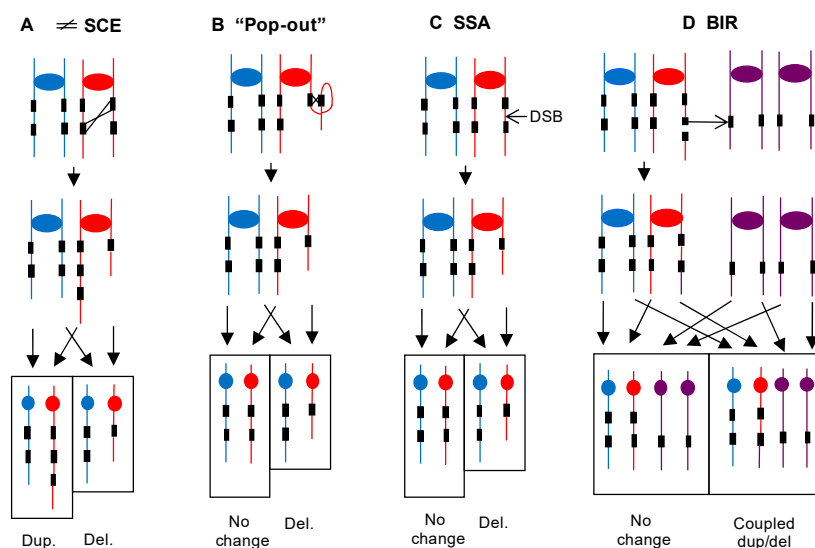 A ≠ SCE
B “Pop-out”
C SSA
D BIR
DSB
Dup.
Del.
No
change
Del.
No
change
Del.
No
change
Coupled
dup/del